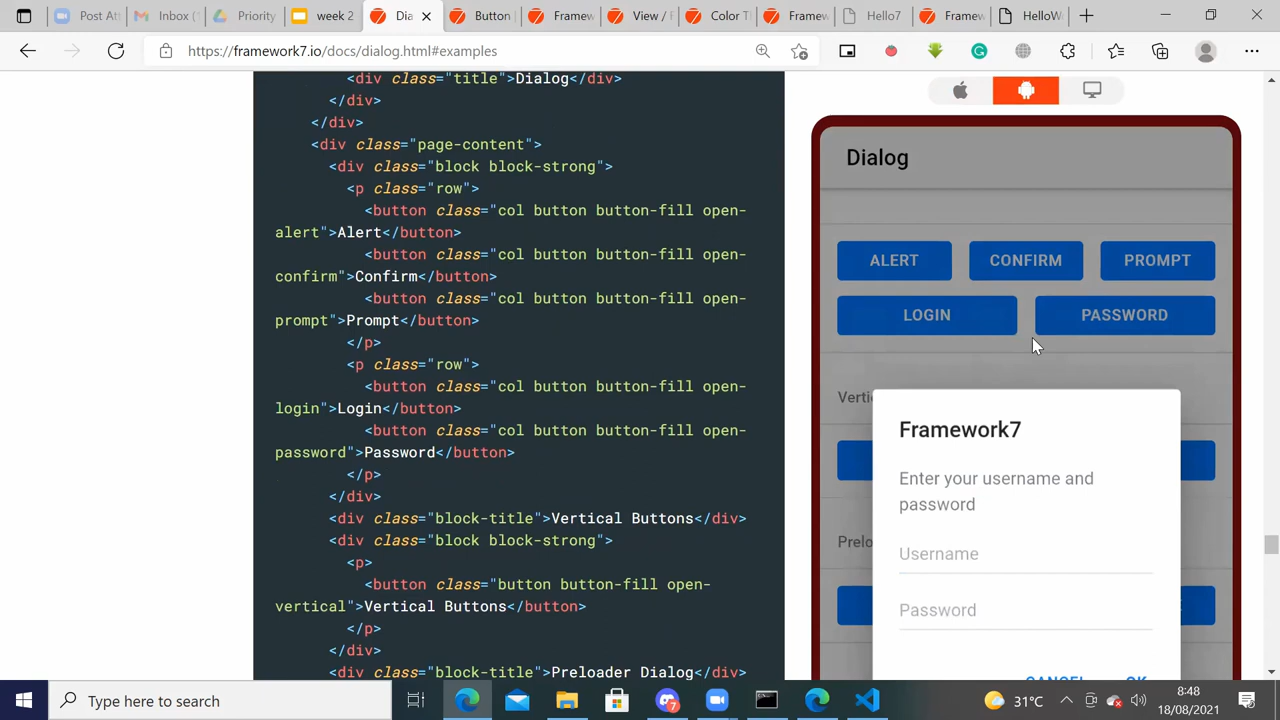 Post Att
Inbox (
Priority
week 2
Dia
Button
Framew
View / F
Color T
Framew
Hello7
Framew
HelloW
https://framework7.io/docs/dialog.html#examples
<div class="title">Dialog</div>
</div>
</div>
<div class="page-content">
<div class="block block-strong">
<p class="row">
<button class="col button button-fill open-
alert">Alert</button>
<button class="col button button-fill open-
confirm">Confirm</button>
<button class="col button button-fill open-
prompt">Prompt</button>
</p>
<p class="row">
<button class="col button button-fill open-
login">Login</button>
<button class="col button button-fill open-
password">Password</button>
</p>
</div>
<div class="block-title">Vertical Buttons</div>
<div class="block block-strong">
<p>
<button class="button button-fill open-
vertical">Vertical Buttons</button>
</p>
</div>
<div class="block-title">Preloader Dialog</div>
Dialog
ALERT CONFIRM PROMPT
LOGIN PASSWORD
Vertic
Preloa
Framework7
Enter your username and
password
Username
Password
CANCEL OK
Type here to search
7
31°C
8:48
18/08/2021